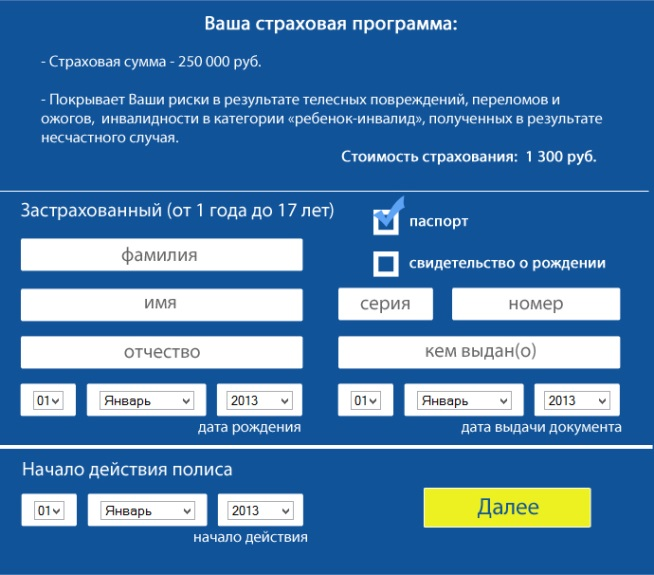 Ваша страховая программа:
- Страховая сумма - 250 000 руб.
- Покрывает Ваши риски в результате телесных повреждений, переломов и
ожогов, инвалидности в категории «ребенок-инвалид», полученных в результате
несчастного случая.
Стоимость страхования: 1 300 руб.
Застрахованный (от 1 года до 17 лет)
паспорт
фамилия
свидетельство о рождении
имя
серия
номер
отчество
кем выдан(о)
01 Январь 2013
01 Январь 2013
дата рождения
дата выдачи документа
Начало действия полиса
01 Январь 2013
Далее
начало действия